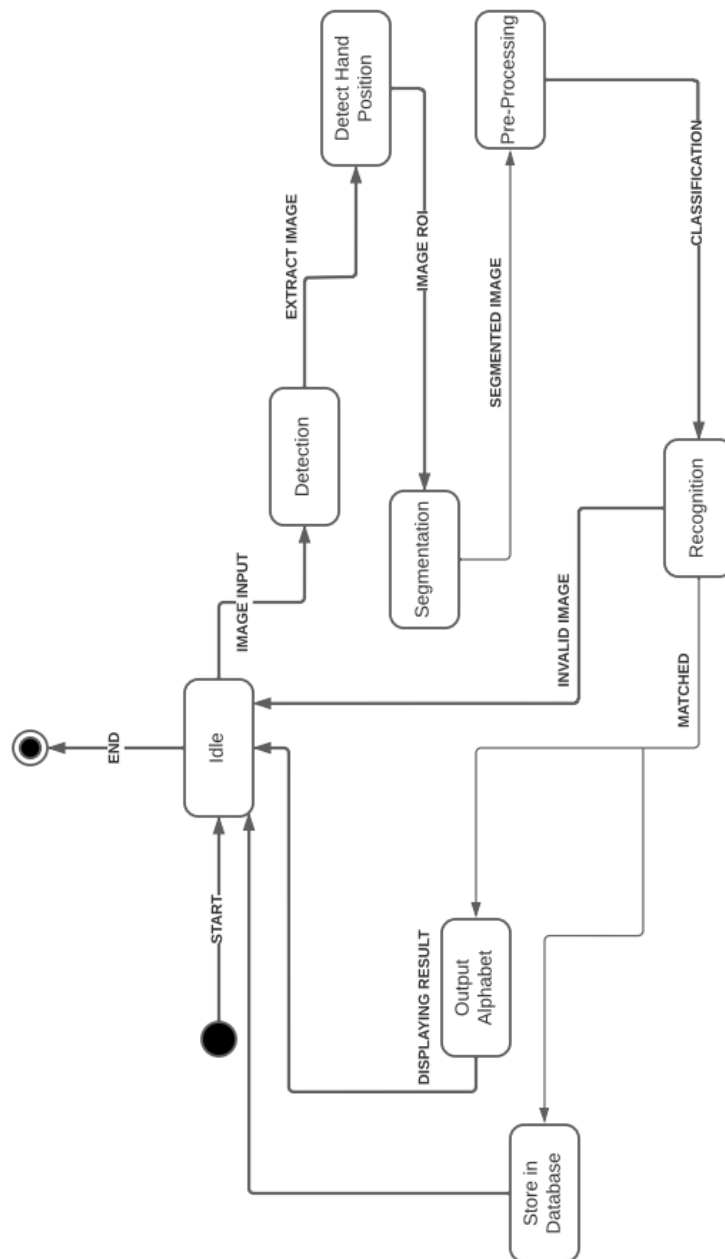 START
END
Idle
IMAGE INPUT
Detection
EXTRACT IMAGE
Detect Hand
Position
IMAGE ROI
Segmentation
SEGMENTED IMAGE
Pre-Processing
CLASSIFICATION
Recognition
INVALID IMAGE
MATCHED
Output
Alphabet
DISPLAYING RESULT
Store in
Database